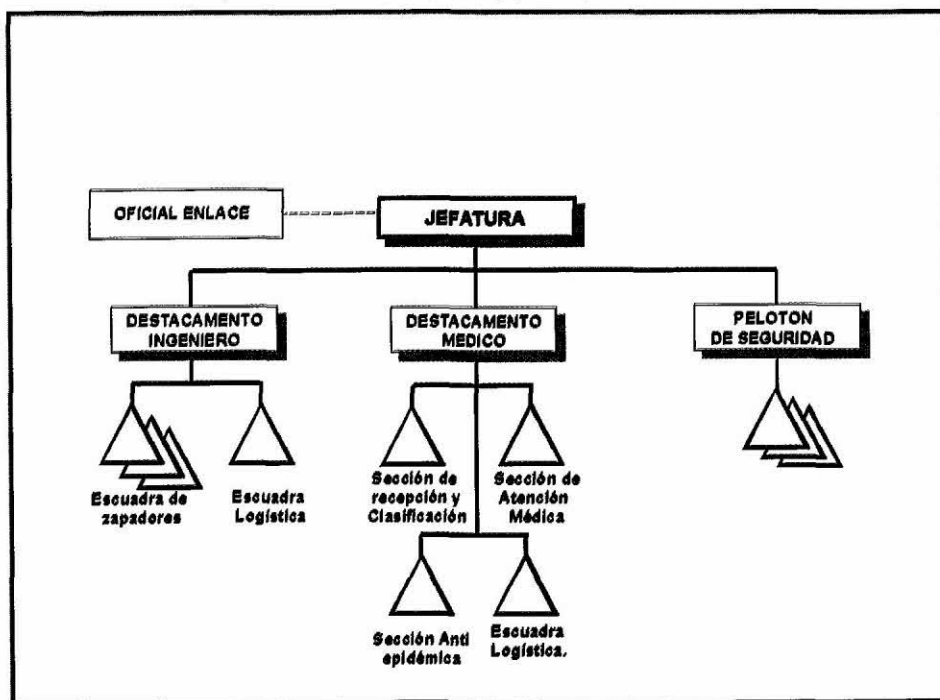 OFICIAL ENLACE
JEFATURA
DESTACAMENTO
INGENIERO
DESTACAMENTO
MEDICO
PELOTON
DE SEGURIDAD
Escuadra de
zapadores
Escuadra
Logística
Sección de
recepción y
Clasificación
Sección de
Atención
Médica
Sección Anti
epidémica
Escuadra
Logística.